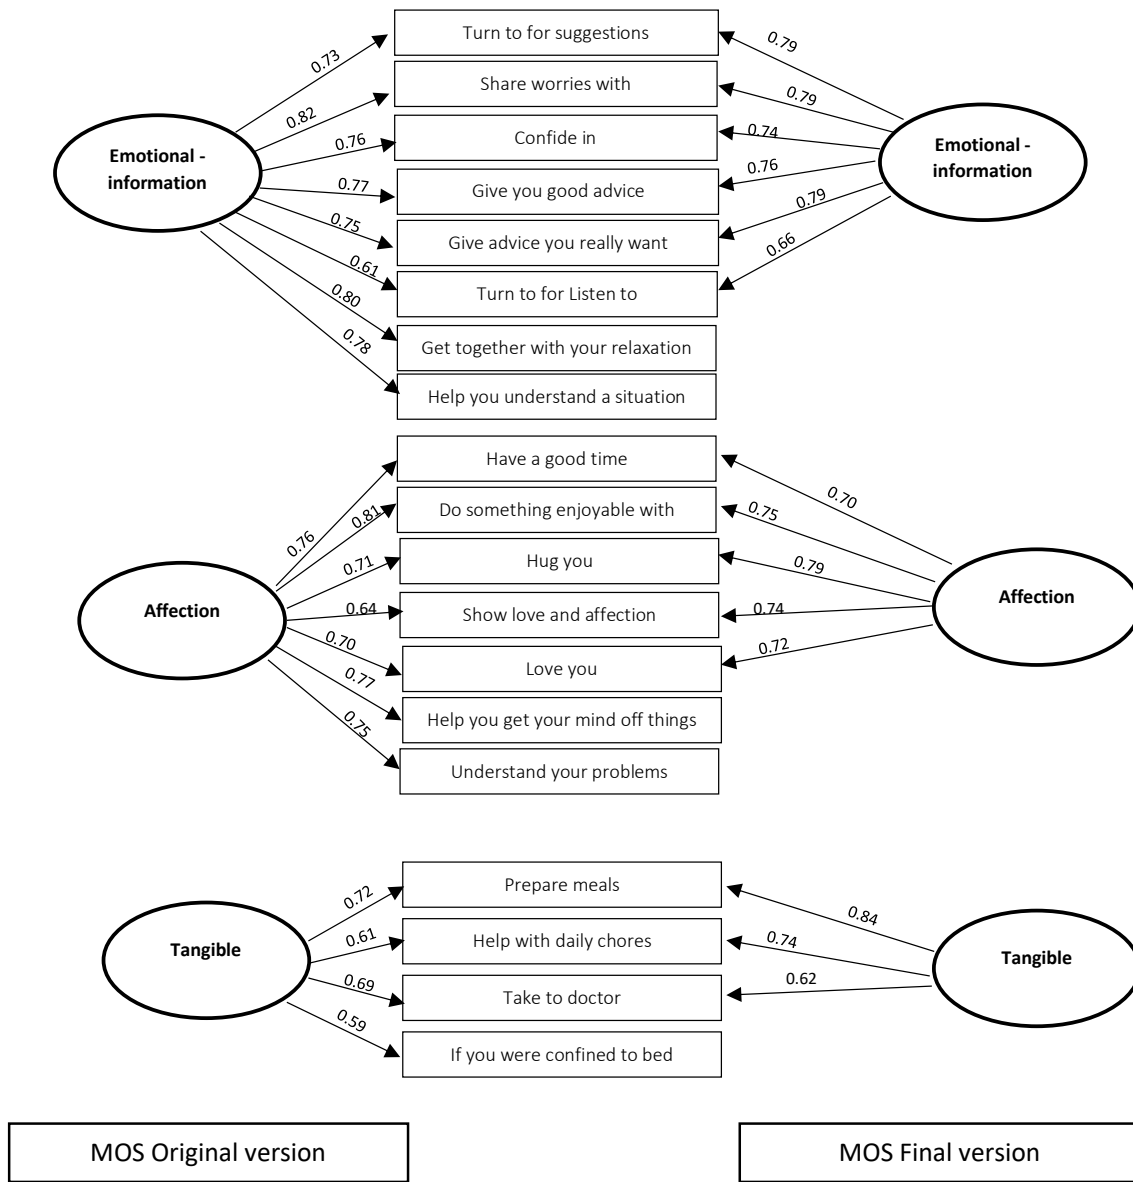 Turn to for suggestions
0.73
0.79
Share worries with
0.82
0.79
Emotional -
information
Confide in
0.76
0.74
Emotional -
information
Give you good advice
0.77
0.76
Give advice you really want
0.75
0.79
Turn to for Listen to
0.61
0.66
Get together with your relaxation
0.80
Help you understand a situation
0.78
Have a good time
0.76
0.70
Do something enjoyable with
0.81
0.75
Hug you
0.71
0.79
Affection
Show love and affection
0.64
0.74
Affection
Love you
0.70
0.72
Help you get your mind off things
0.77
Understand your problems
0.75
Prepare meals
0.72
0.84
Tangible
Help with daily chores
0.61
0.74
Tangible
Take to doctor
0.69
0.62
If you were confined to bed
0.59
MOS Original version
MOS Final version